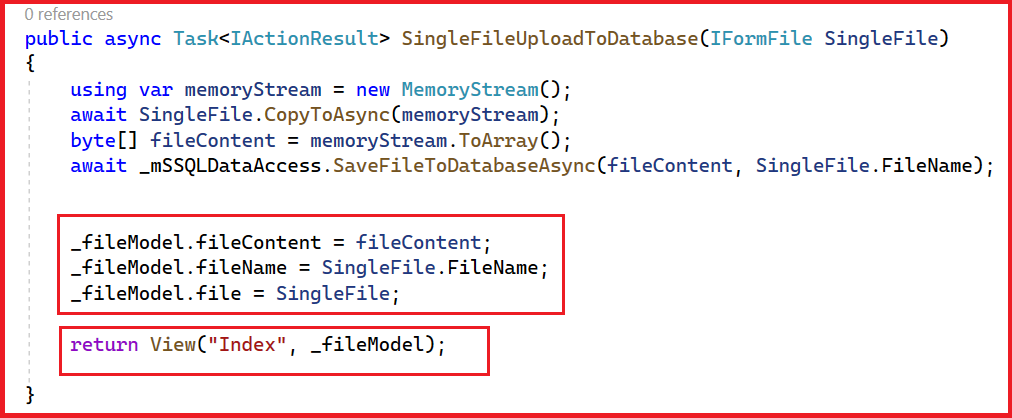 0 references
public async Task<IActionResult> SingleFileUploadToDatabase(IFormFile SingleFile)
{
using var memoryStream = new MemoryStream();
await SingleFile.CopyToAsync(memoryStream);
byte[] fileContent = memoryStream.ToArray();
await _mSSQLDataAccess.SaveFileToDatabaseAsync(fileContent, SingleFile.FileName);
_fileModel.fileContent = fileContent;
_fileModel.fileName = SingleFile.FileName;
_fileModel.file = SingleFile;
return View("Index", _fileModel);
}